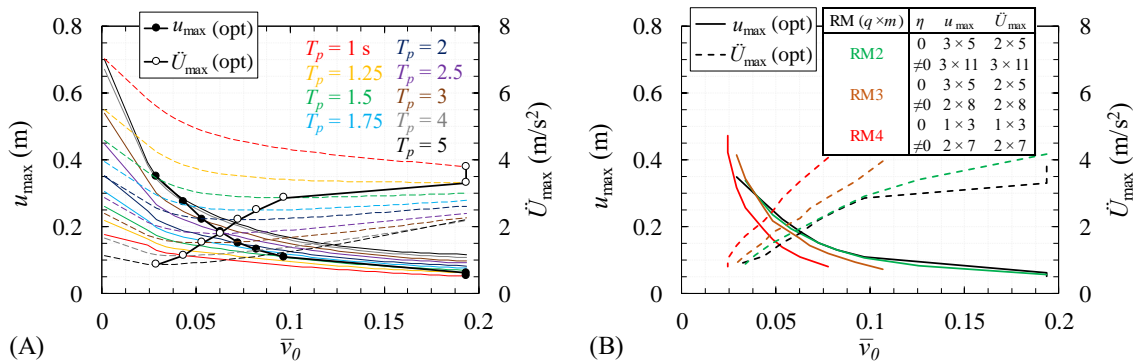 0.8
0.6
0.4
0.2
0
u_max (m)
u_max (opt)
Ü_max (opt)
T_p = 1 s
T_p = 2
T_p = 1.25
T_p = 2.5
T_p = 1.5
T_p = 3
T_p = 1.75
T_p = 4
T_p = 5
8
6
4
2
0
Ü_max (m/s²)
0 0.05 0.1 0.15 0.2
v̄_0
(A)
0.8
0.6
0.4
0.2
0
u_max (m)
u_max (opt)
Ü_max (opt)
RM (q×m) η u_max Ü_max
RM2 0 3×5 2×5
≠0 3×11 3×11
RM3 0 3×5 2×5
≠0 2×8 2×8
RM4 0 1×3 1×3
≠0 2×7 2×7
8
6
4
2
0
Ü_max (m/s²)
0 0.05 0.1 0.15 0.2
v̄_0
(B)